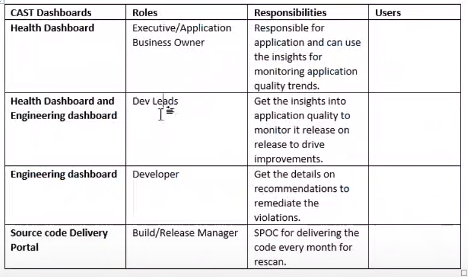 CAST Dashboards Roles Responsibilities Users
Health Dashboard Executive/Application Responsible for
Business Owner application and can use
the insights for
monitoring application
quality trends.
Health Dashboard and Dev Leads Get the insights into
Engineering dashboard application quality to
monitor it release on
release to drive
improvements.
Engineering dashboard Developer Get the details on
recommendations to
remediate the
violations.
Source code Delivery Build/Release Manager SPOC for delivering the
Portal code every month for
rescan.